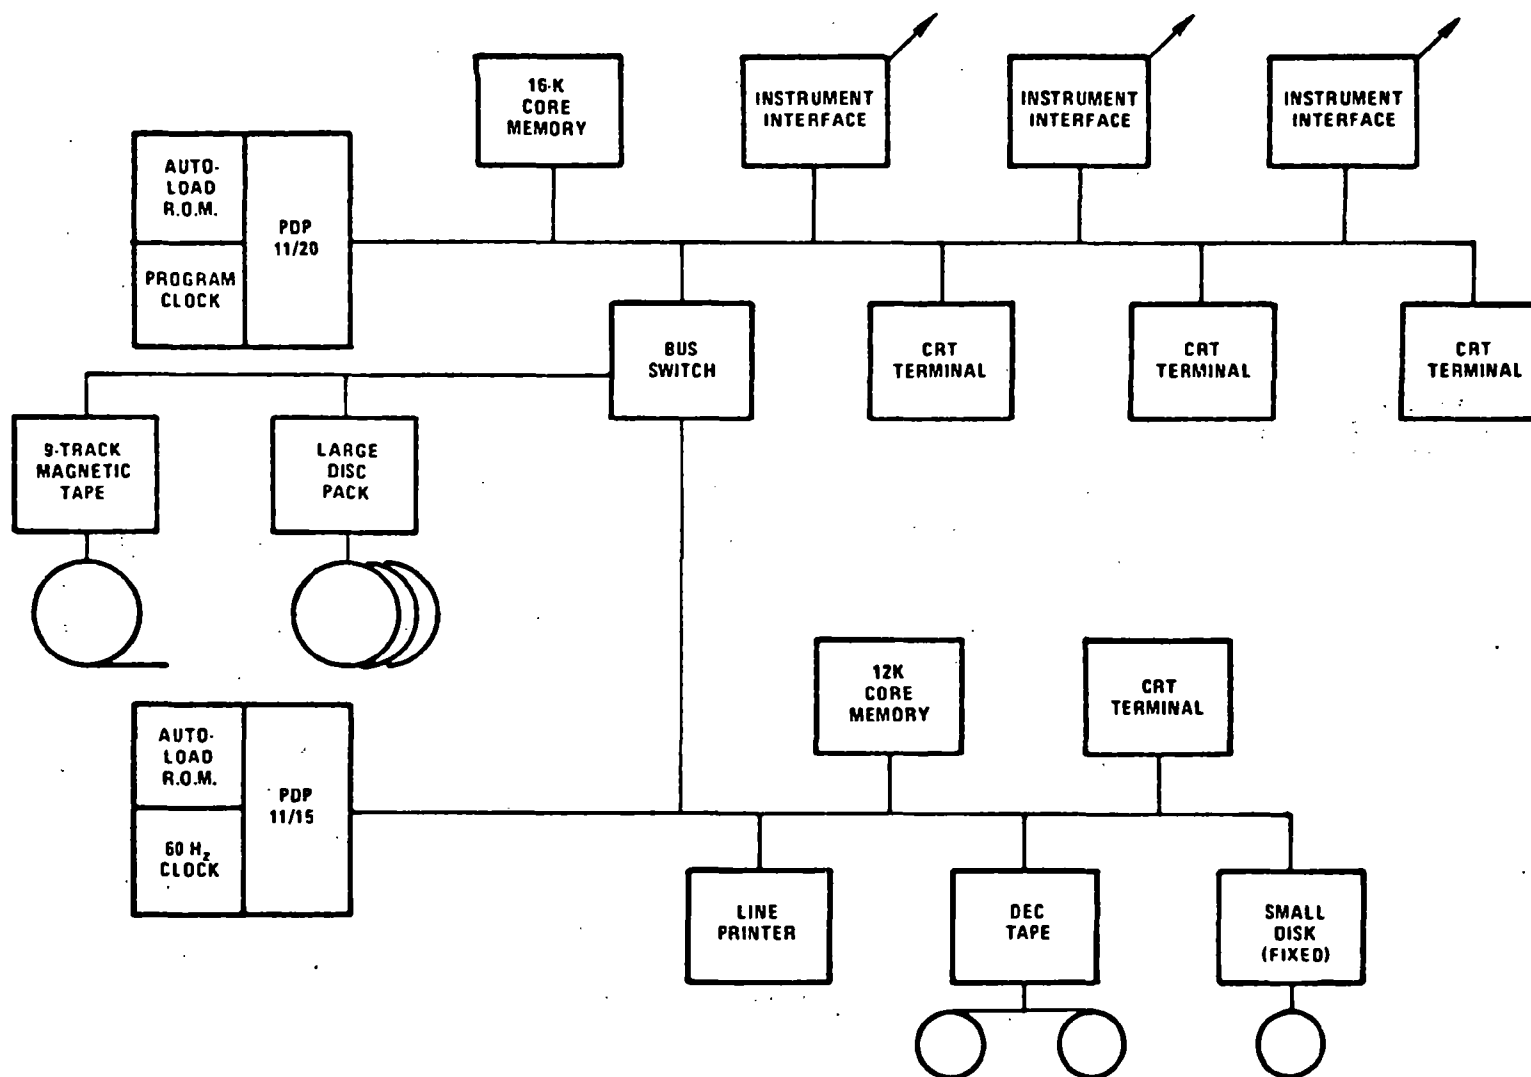 16-K
CORE
MEMORY
INSTRUMENT
INTERFACE
INSTRUMENT
INTERFACE
INSTRUMENT
INTERFACE
AUTO-
LOAD
R.O.M.
PDP
11/20
PROGRAM
CLOCK
BUS
SWITCH
CRT
TERMINAL
CRT
TERMINAL
CRT
TERMINAL
9-TRACK
MAGNETIC
TAPE
LARGE
DISC
PACK
12K
CORE
MEMORY
CRT
TERMINAL
AUTO-
LOAD
R.O.M.
PDP
11/15
60 Hz
CLOCK
LINE
PRINTER
DEC
TAPE
SMALL
DISK
(FIXED)